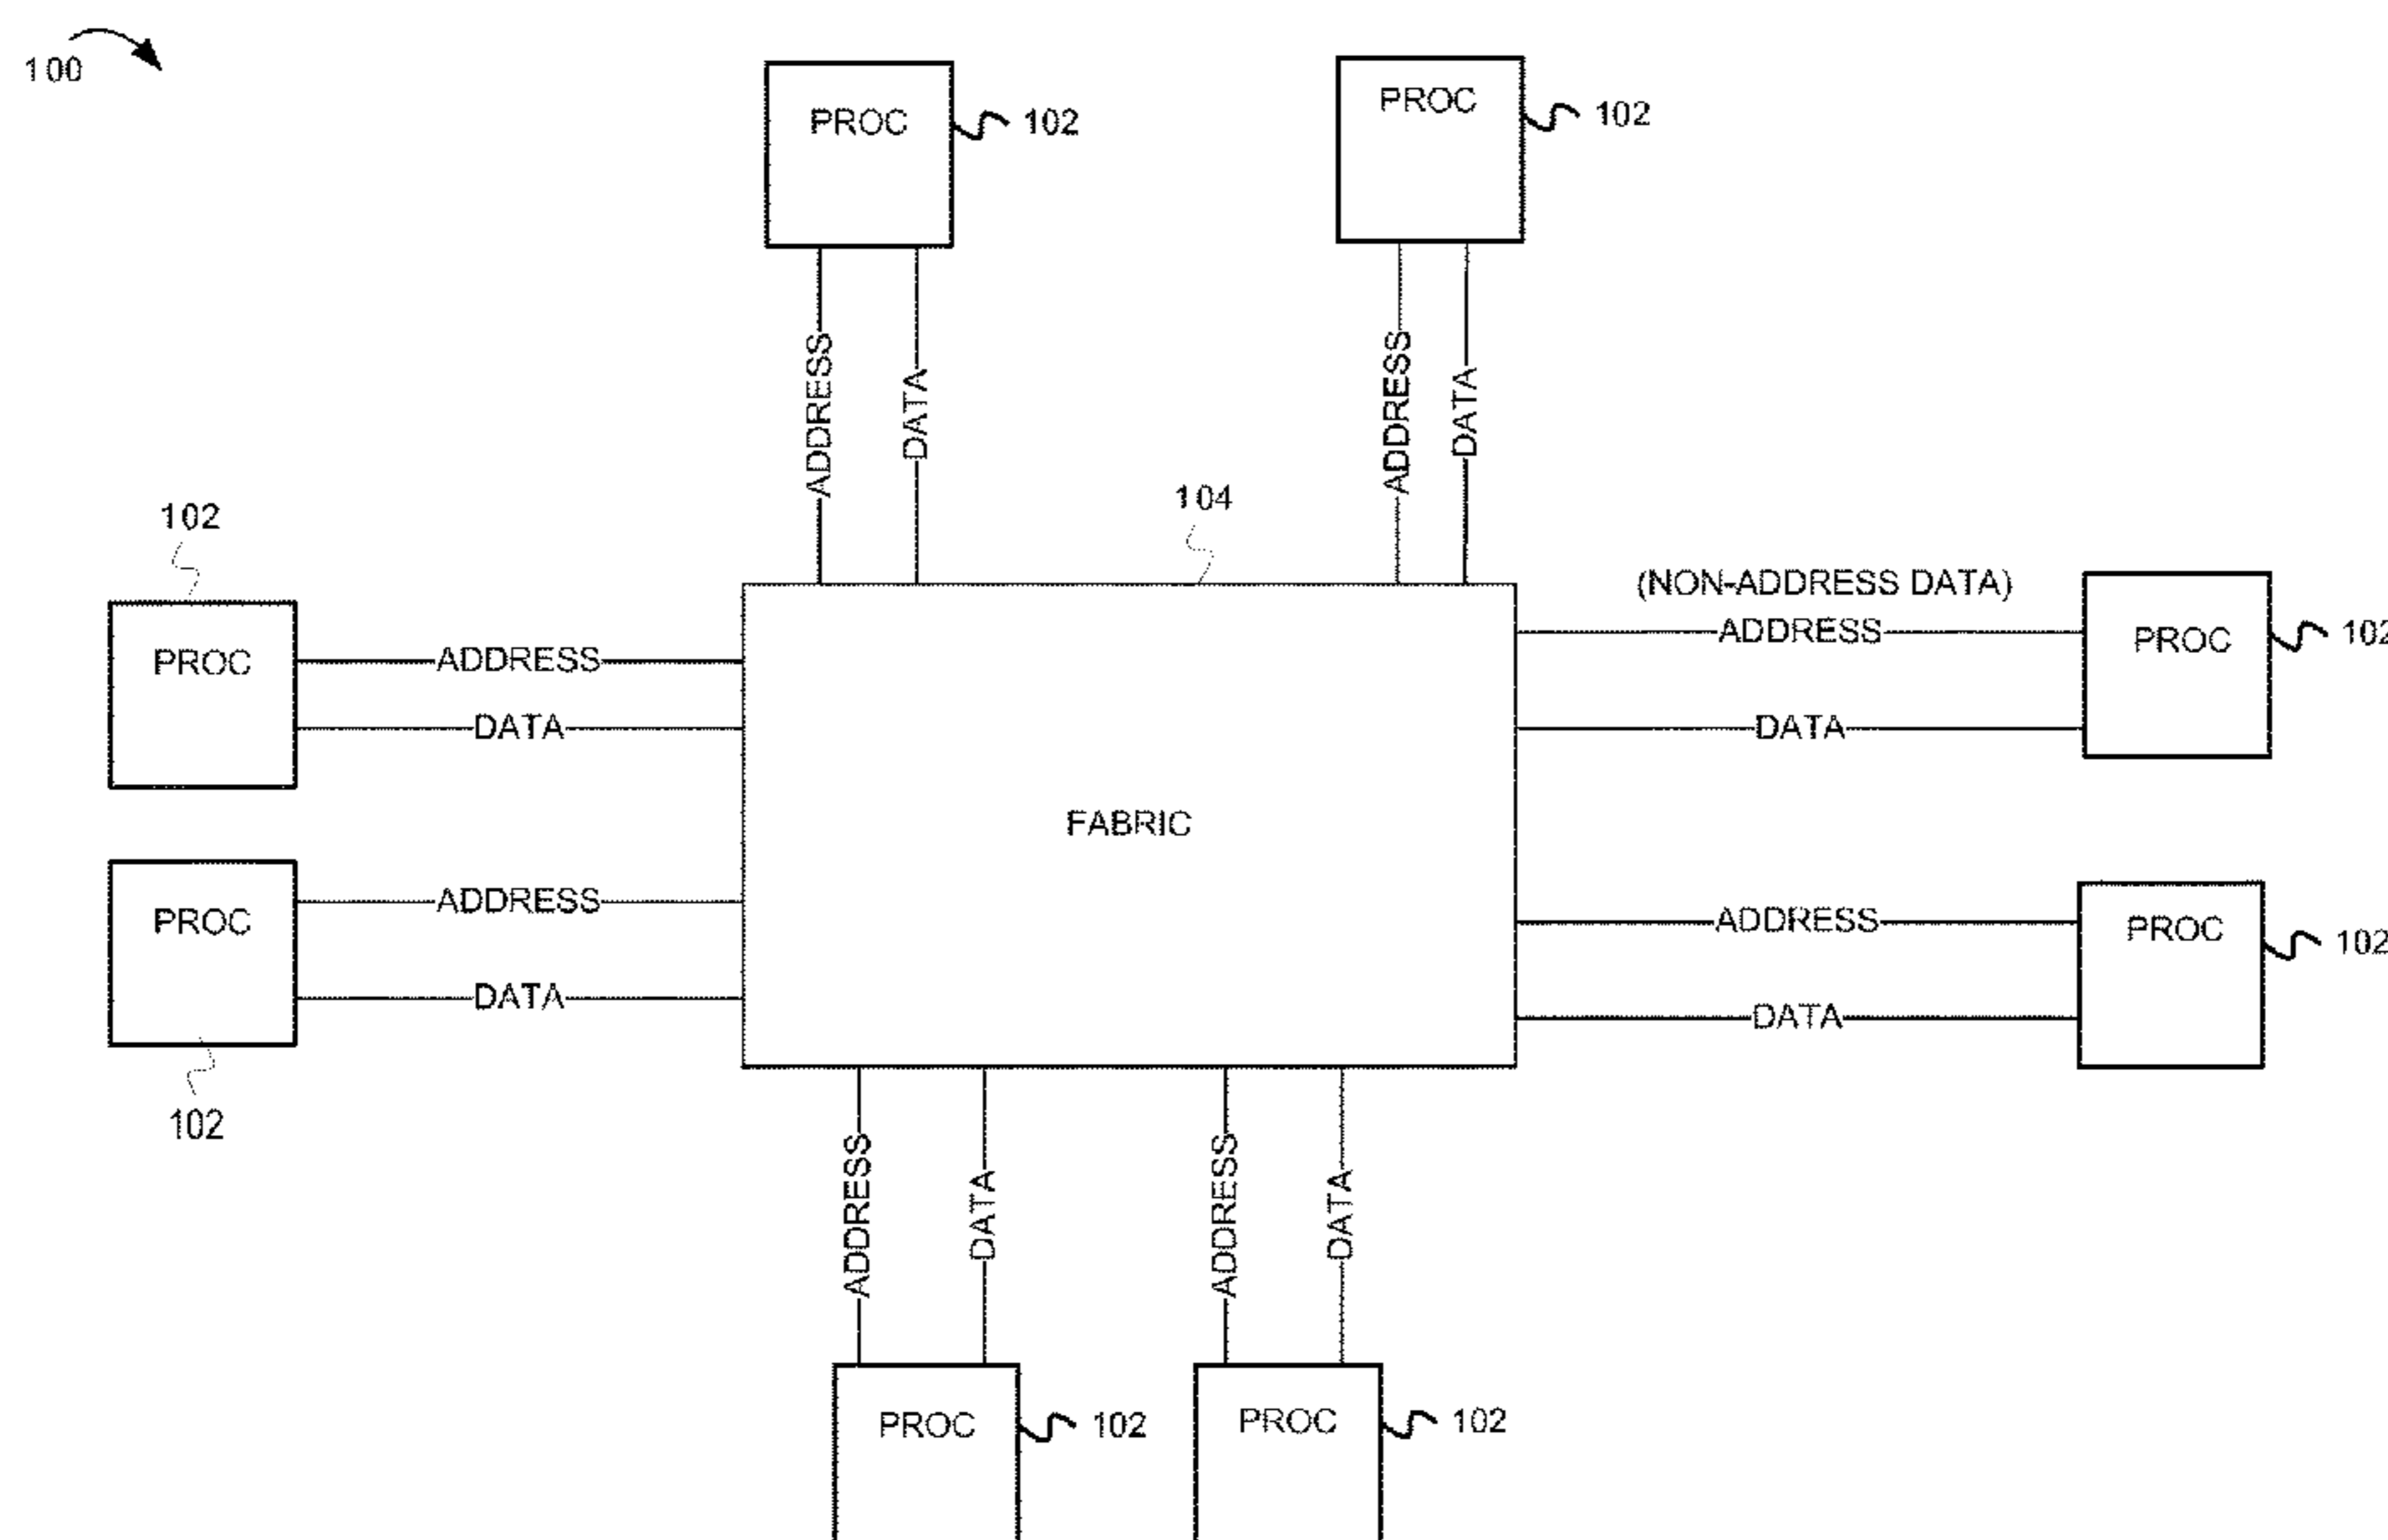 100
PROC
102
PROC
102
ADDRESS
DATA
ADDRESS
DATA
102
104
(NON-ADDRESS DATA)
PROC
ADDRESS
DATA
ADDRESS
DATA
PROC
102
FABRIC
PROC
ADDRESS
DATA
102
ADDRESS
DATA
PROC
102
ADDRESS
DATA
ADDRESS
DATA
PROC
102
PROC
102